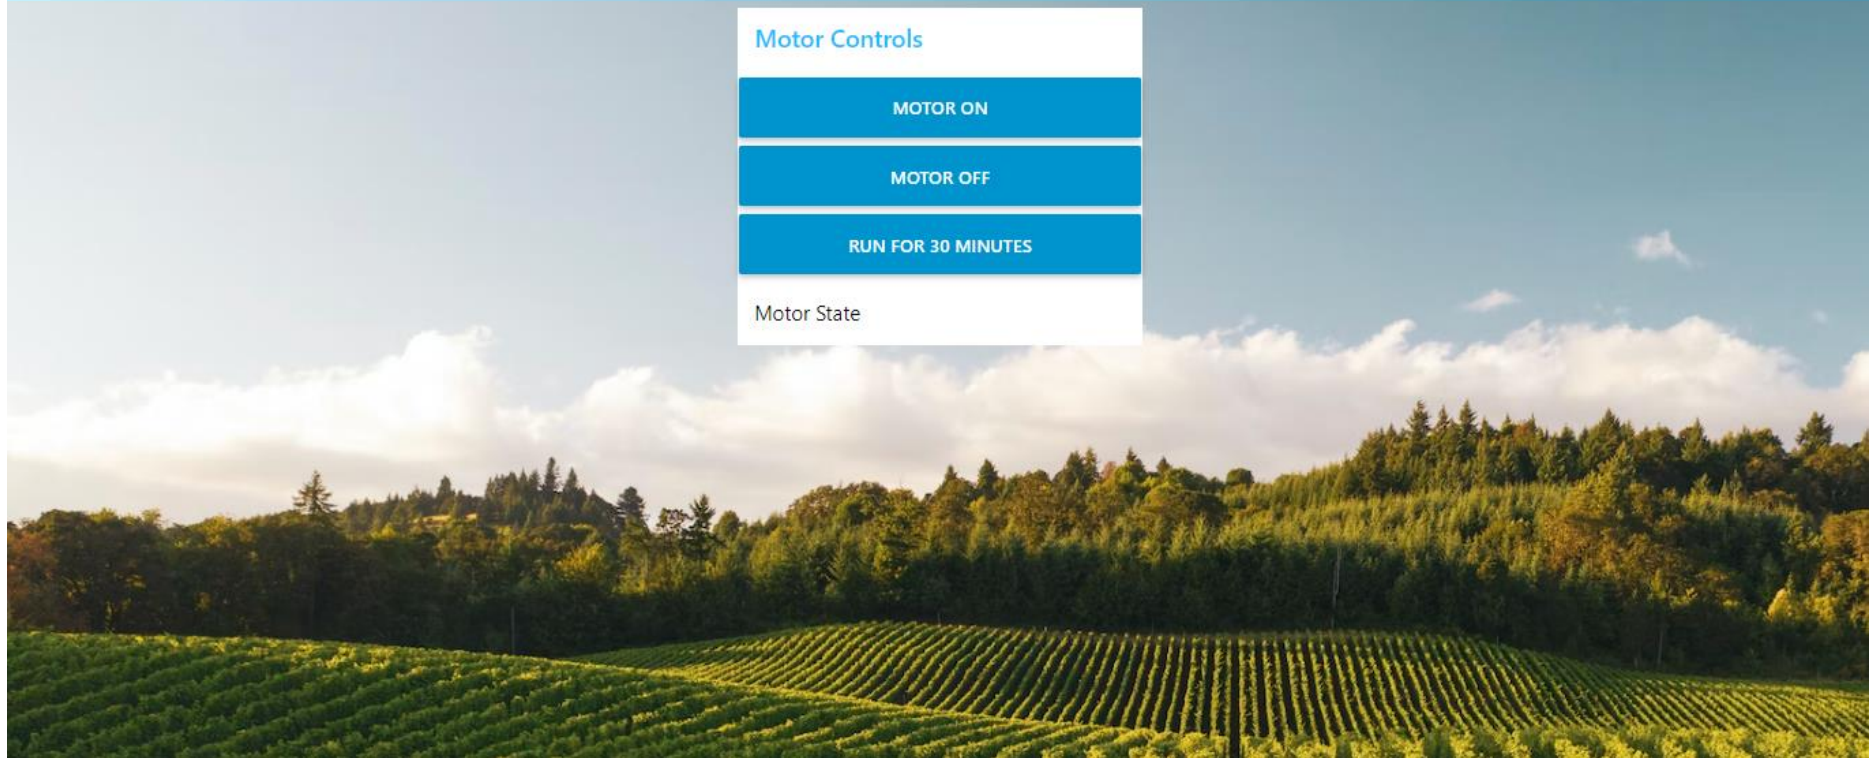 Motor Controls
MOTOR ON
MOTOR OFF
RUN FOR 30 MINUTES
Motor State